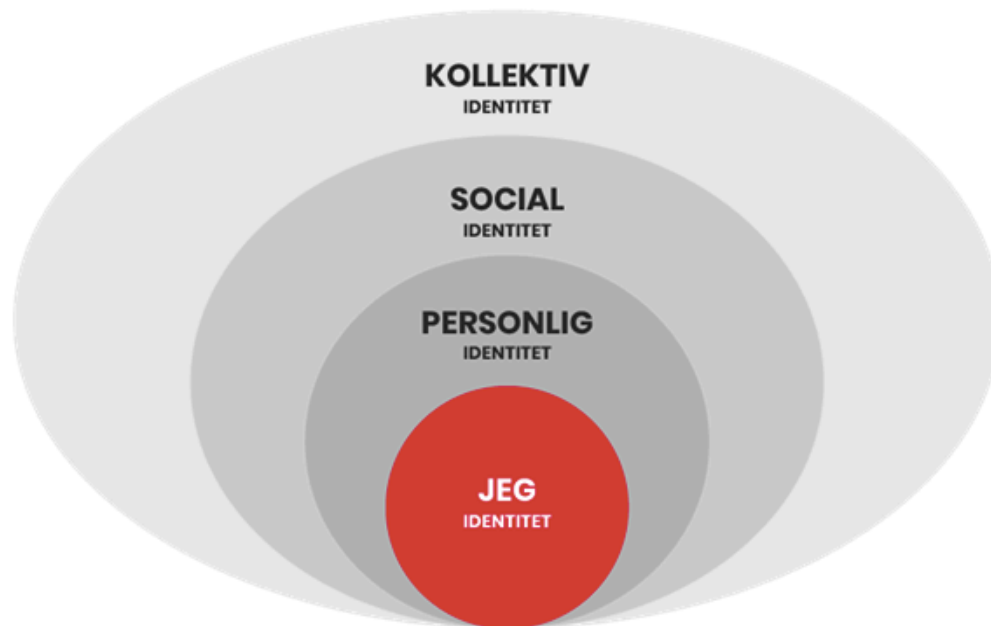 KOLLEKTIV
IDENTITET
SOCIAL
IDENTITET
PERSONLIG
IDENTITET
JEG
IDENTITET